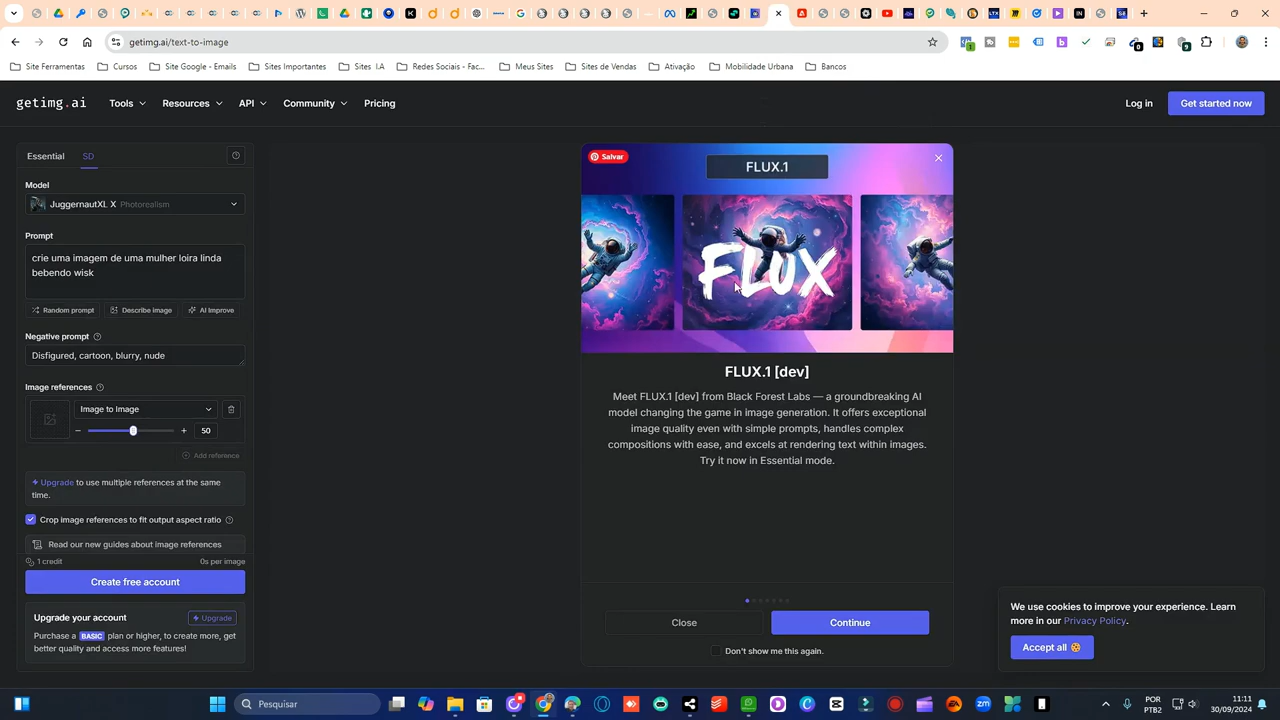 getimg.ai/text-to-image
Site Ferramentas
Cursos
Site Google - Emails
Sites Importantes
Sites I.A
Redes Sociais - Fac...
Meus Sites
Sites de Vendas
Ativação
Mobilidade Urbana
Bancos
getimg.ai
Tools
Resources
API
Community
Pricing
Log in
Get started now
Essential
SD
Model
JuggernautXL X Photorealism
Prompt
crie uma imagem de uma mulher loira linda
bebendo wisk
Random prompt
Describe image
AI Improve
Negative prompt
Disfigured, cartoon, blurry, nude
Image references
Image to Image
50
Add reference
Upgrade to use multiple references at the same
time.
Crop image references to fit output aspect ratio
Read our new guides about image references
1 credit
0s per image
Create free account
Upgrade your account
Upgrade
Purchase a BASIC plan or higher, to create more, get
better quality and access more features!
Salvar
FLUX.1
FLUX
FLUX.1 [dev]
Meet FLUX.1 [dev] from Black Forest Labs — a groundbreaking AI
model changing the game in image generation. It offers exceptional
image quality even with simple prompts, handles complex
compositions with ease, and excels at rendering text within images.
Try it now in Essential mode.
Close
Continue
Don't show me this again.
We use cookies to improve your experience. Learn
more in our Privacy Policy.
Accept all
Pesquisar
POR
PTB2
11:11
30/09/2024